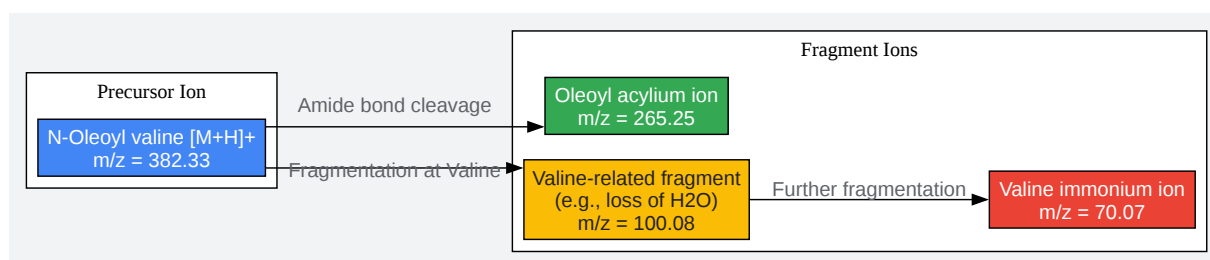 Fragment Ions
Precursor Ion
Oleoyl acylium ion
m/z = 265.25
Amide bond cleavage
N-Oleoyl valine [M+H]+
m/z = 382.33
Fragmentation at Valine
Valine-related fragment
(e.g., loss of H2O)
m/z = 100.08
Further fragmentation
Valine immonium ion
m/z = 70.07